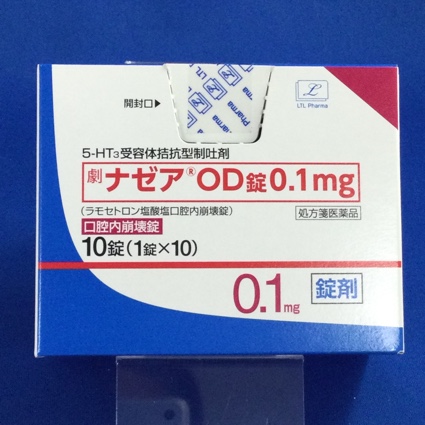 開封口▶
LTL Pharma
LTL Pharma
5-HT₃受容体拮抗型制吐剤
劇 ナゼア®OD錠0.1mg
(ラモセトロン塩酸塩口腔内崩壊錠)
処方箋医薬品
口腔内崩壊錠
10錠(1錠×10)
0.1mg
錠剤